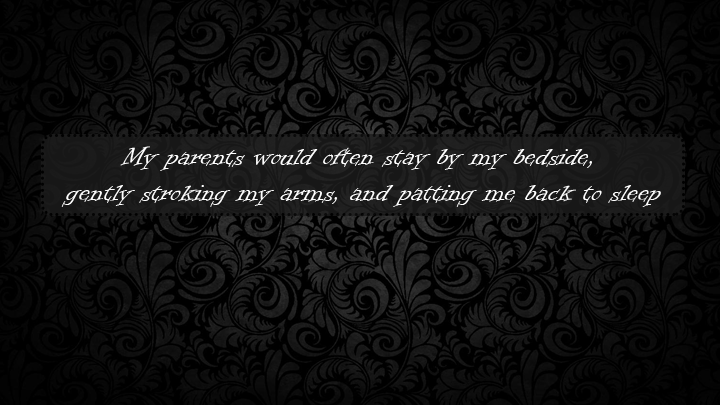 My parents would often stay by my bedside,
gently stroking my arms, and patting me back to sleep